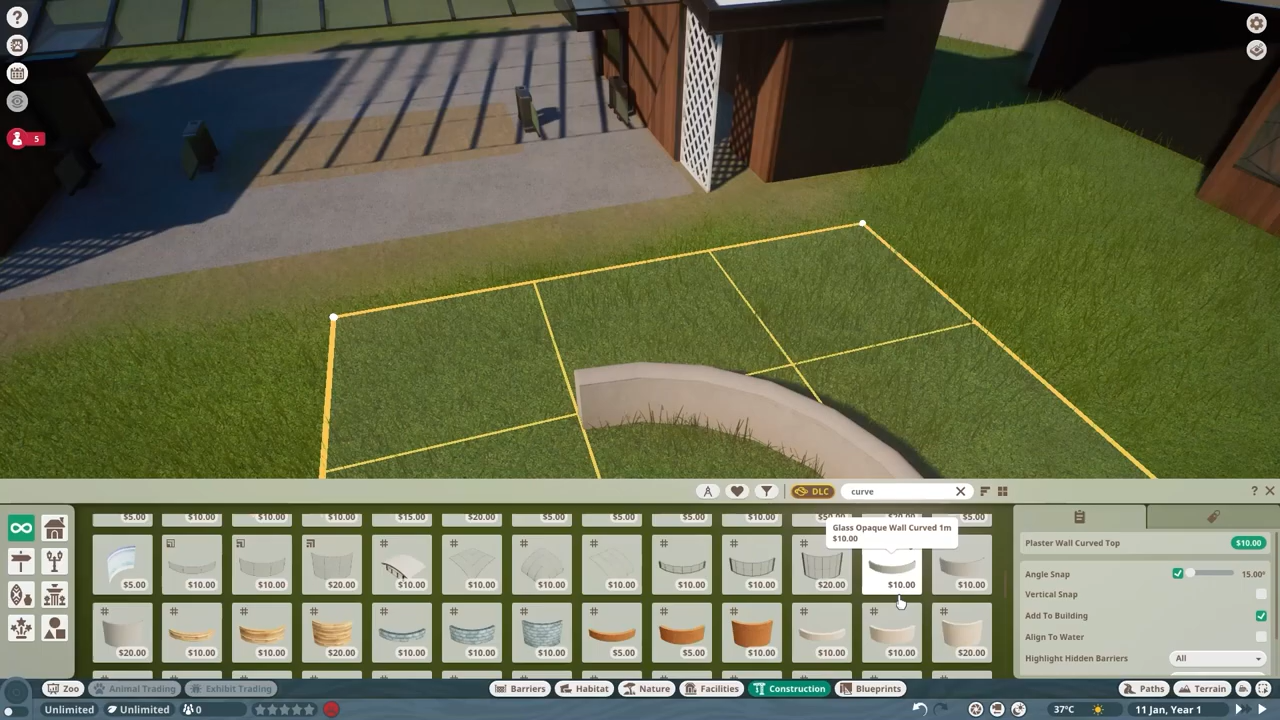 ?
5
DLC
curve
?
$5.00 $10.00 $10.00 $10.00 $15.00 $20.00 $5.00 $5.00 $5.00 $10.00 $5.00
Glass Opaque Wall Curved 1m
$10.00
$5.00 $10.00 $10.00 $20.00 $10.00 $10.00 $10.00 $10.00 $10.00 $10.00 $20.00 $10.00 $10.00
$20.00 $10.00 $10.00 $20.00 $10.00 $10.00 $20.00 $5.00 $5.00 $10.00 $10.00 $10.00 $20.00
Plaster Wall Curved Top $10.00
Angle Snap 15.00°
Vertical Snap
Add To Building
Align To Water
Highlight Hidden Barriers All
Zoo Animal Trading Exhibit Trading Barriers Habitat Nature Facilities Construction Blueprints Paths Terrain
Unlimited Unlimited 0 37°C 11 Jan, Year 1